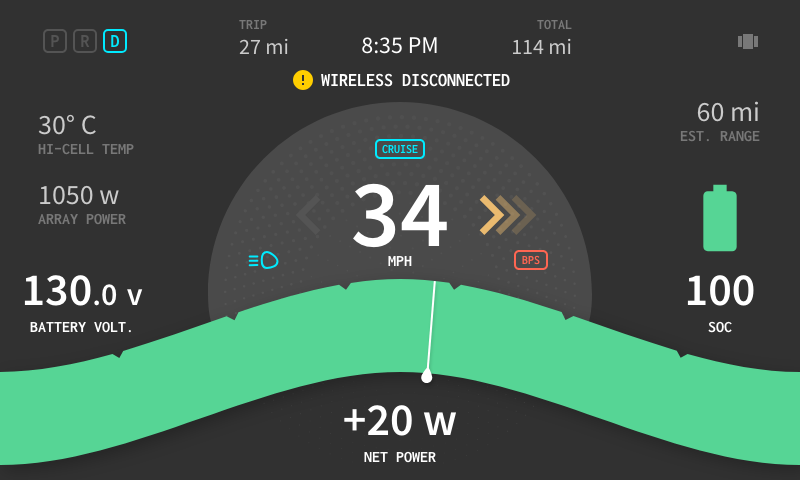 P R D
TRIP
27 mi
8:35 PM
TOTAL
114 mi
! WIRELESS DISCONNECTED
30° C
HI-CELL TEMP
1050 w
ARRAY POWER
60 mi
EST. RANGE
CRUISE
34
MPH
BPS
130.0 v
BATTERY VOLT.
100
SOC
+20 w
NET POWER